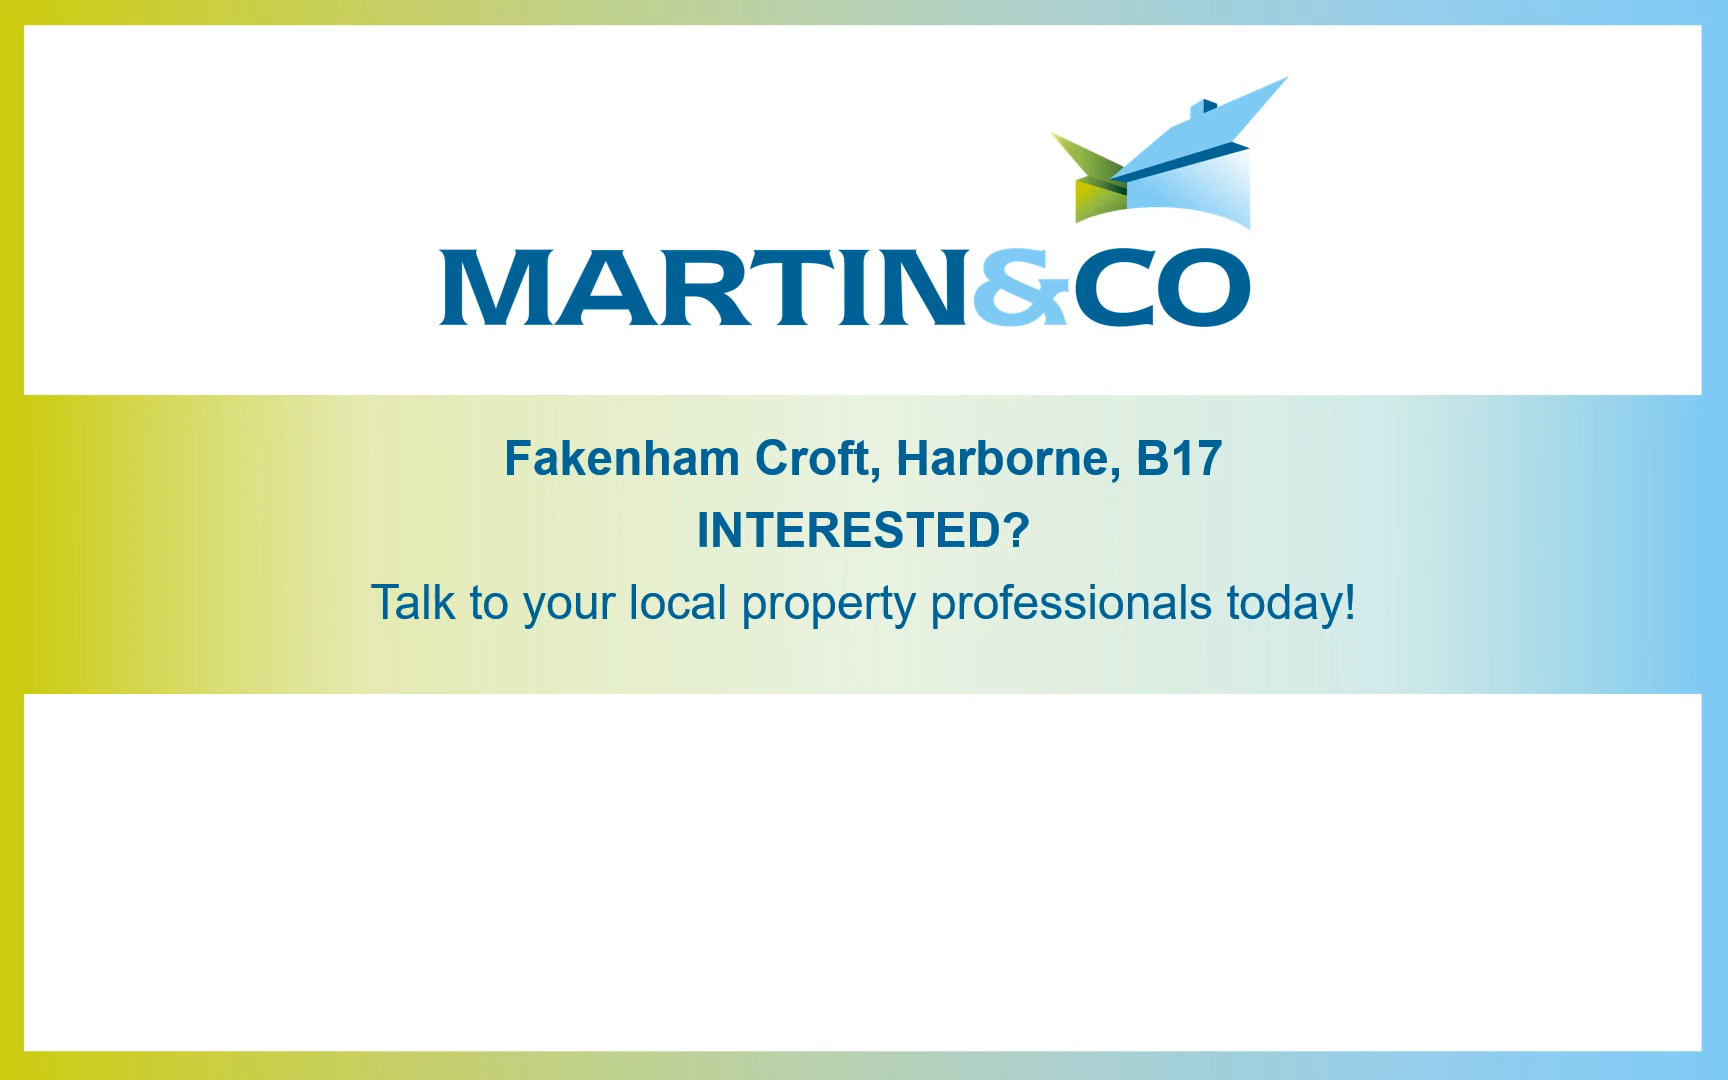 MARTIN&CO
Fakenham Croft, Harborne, B17
INTERESTED?
Talk to your local property professionals today!